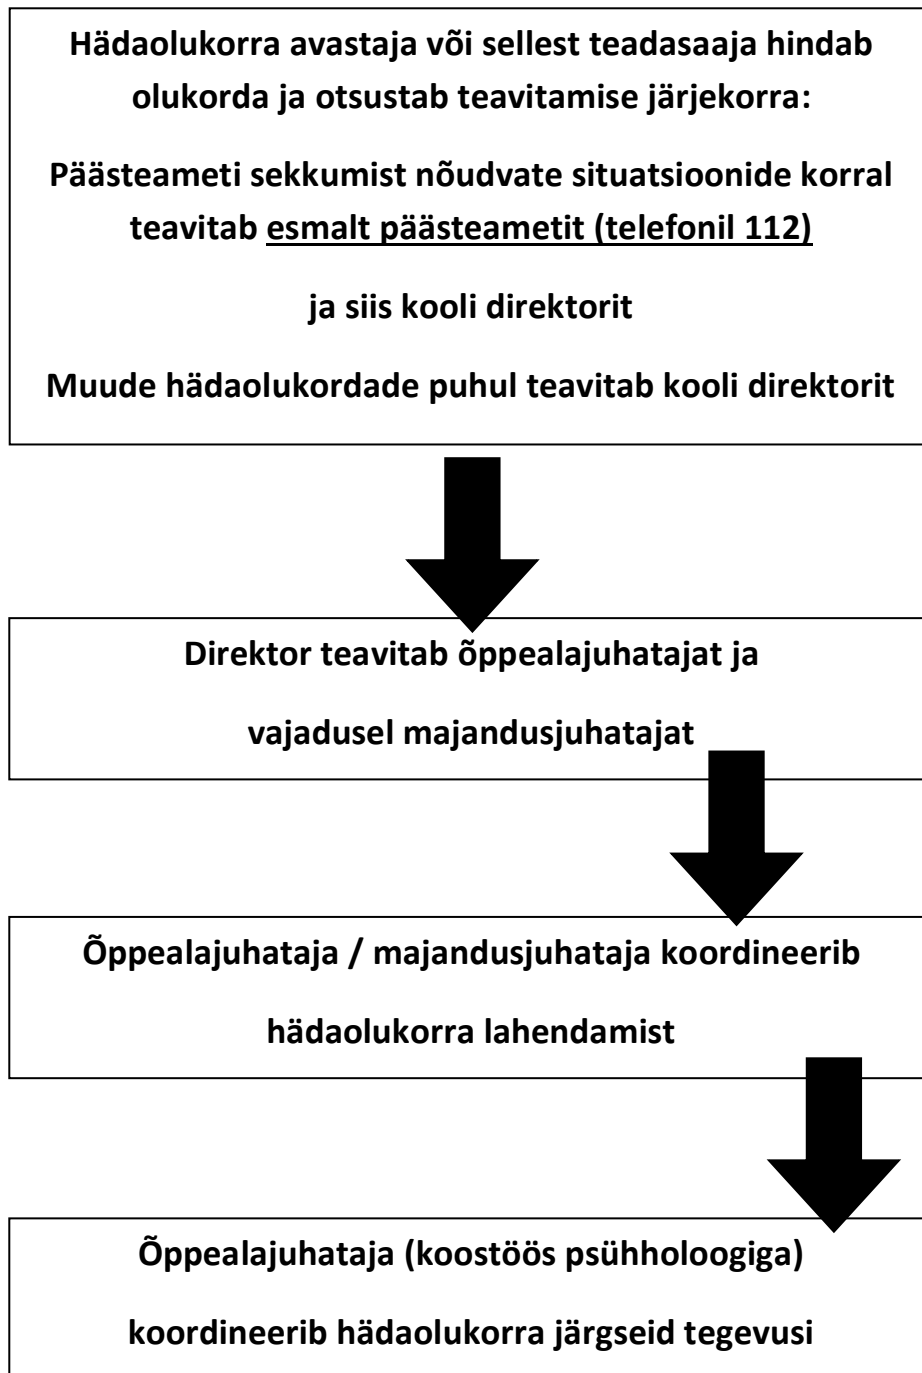 Hädaolukorra avastaja või sellest teadasaaja hindab
olukorda ja otsustab teavitamise järjekorra:
Päästeameti sekkumist nõudvate situatsioonide korral
teavitab esmalt päästeametit (telefonil 112)
ja siis kooli direktorit
Muude hädaolukordade puhul teavitab kooli direktorit
Direktor teavitab õppealajuhatajat ja
vajadusel majandusjuhatajat
Õppealajuhataja / majandusjuhataja koordineerib
hädaolukorra lahendamist
Õppealajuhataja (koostöös psühholoogiga)
koordineerib hädaolukorra järgseid tegevusi